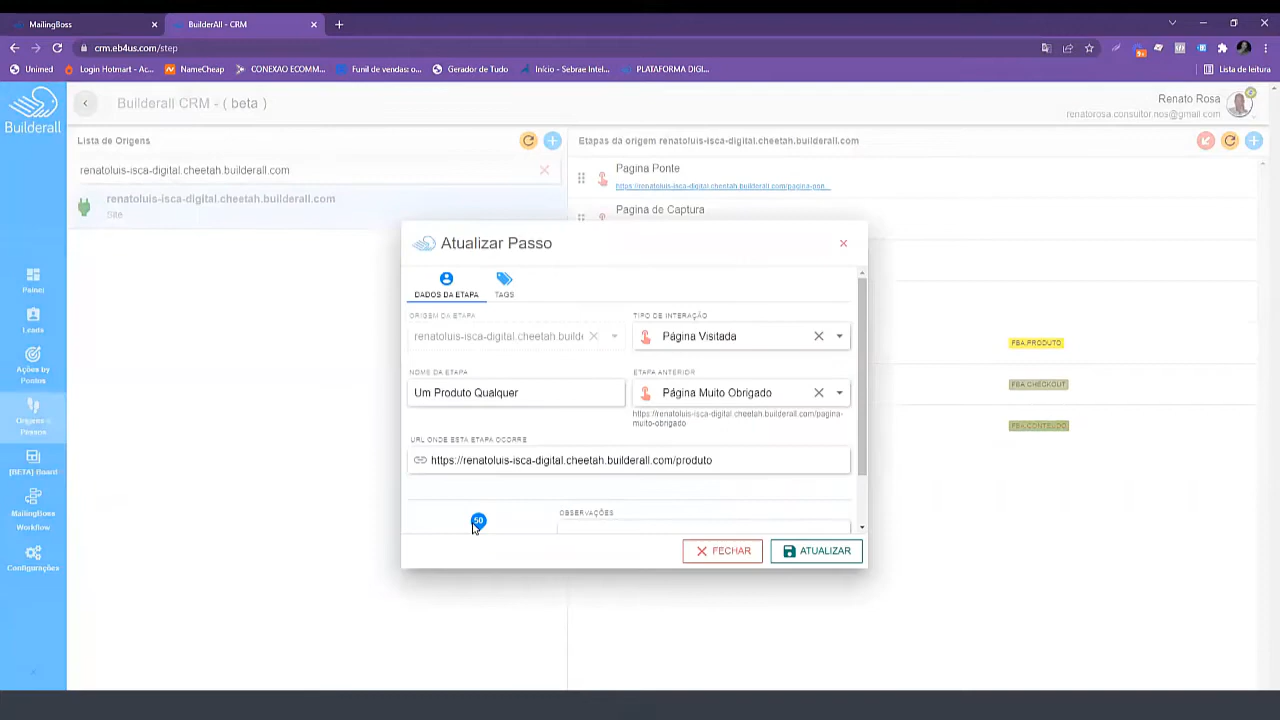 MailingBoss
BuilderAll - CRM
crm.eb4us.com/step
Unimed
Login Hotmart - Ac...
NameCheap
CONEXAO ECOMM...
Funil de vendas: o...
Gerador de Tudo
Início - Sebrae Intel...
PLATAFORMA DIGI...
Lista de leitura
Builderall
Builderall CRM - ( beta )
Renato Rosa
renatorosa.consultor.nos@gmail.com
Lista de Origens
Etapas da origem renatoluis-isca-digital.cheetah.builderall.com
renatoluis-isca-digital.cheetah.builderall.com
renatoluis-isca-digital.cheetah.builderall.com
Site
Pagina Ponte
https://renatoluis-isca-digital.cheetah.builderall.com/pagina-pon...
Pagina de Captura
Painel
Leads
Ações by
Pontos
Origens e
Passos
[BETA] Board
MailingBoss
Workflow
Configurações
Atualizar Passo
DADOS DA ETAPA
TAGS
ORIGEM DA ETAPA
TIPO DE INTERAÇÃO
renatoluis-isca-digital.cheetah.builde
Página Visitada
NOME DA ETAPA
ETAPA ANTERIOR
Um Produto Qualquer
Página Muito Obrigado
https://renatoluis-isca-digital.cheetah.builderall.com/pagina-
muito-obrigado
URL ONDE ESTA ETAPA OCORRE
https://renatoluis-isca-digital.cheetah.builderall.com/produto
50
OBSERVAÇÕES
FECHAR
ATUALIZAR
FBA.PRODUTO
FBA.CHECKOUT
FBA.CONTEUDO